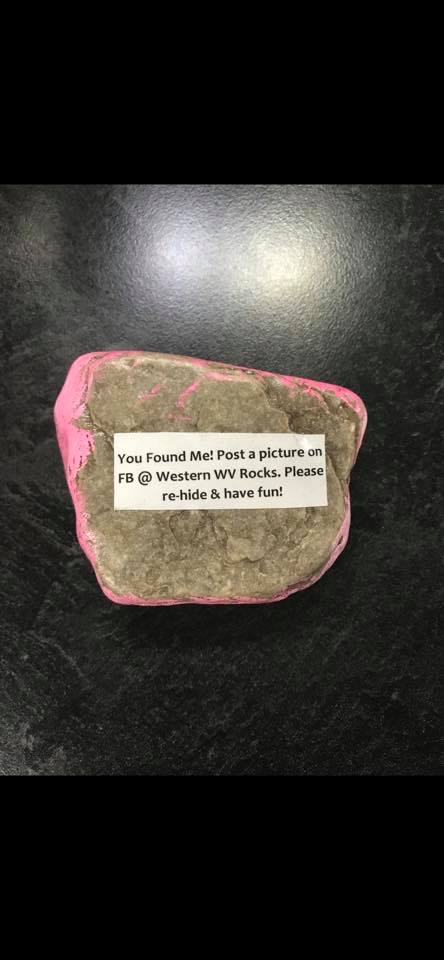 You Found Me! Post a picture on
FB @ Western WV Rocks. Please
re-hide & have fun!